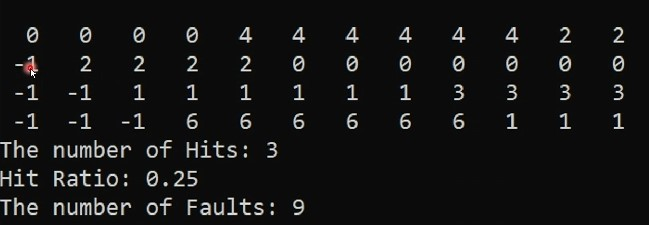 0 0 0 0 4 4 4 4 4 4 2 2
-1 2 2 2 2 0 0 0 0 0 0 0
-1 -1 1 1 1 1 1 1 3 3 3 3
-1 -1 -1 6 6 6 6 6 6 1 1 1
The number of Hits: 3
Hit Ratio: 0.25
The number of Faults: 9